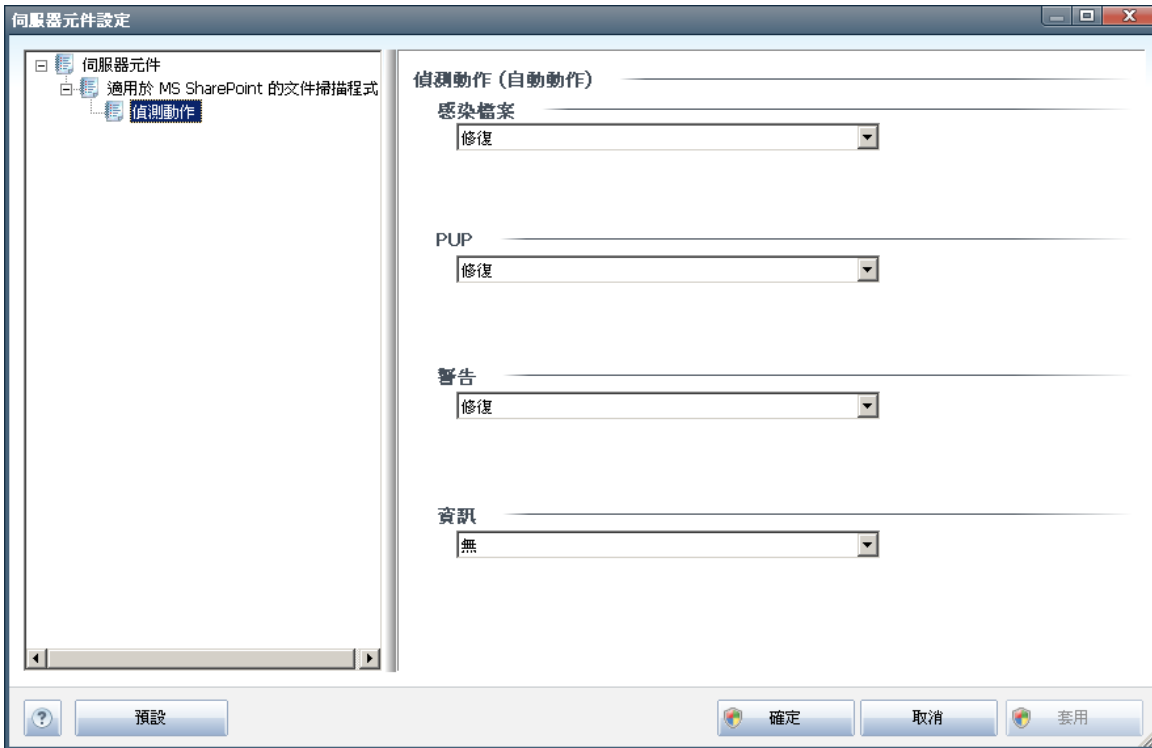 伺服器元件設定
伺服器元件
適用於 MS SharePoint 的文件掃描程式
偵測動作
偵測動作 (自動動作)
感染檔案
修復
PUP
修復
警告
修復
資訊
無
預設
確定
取消
套用